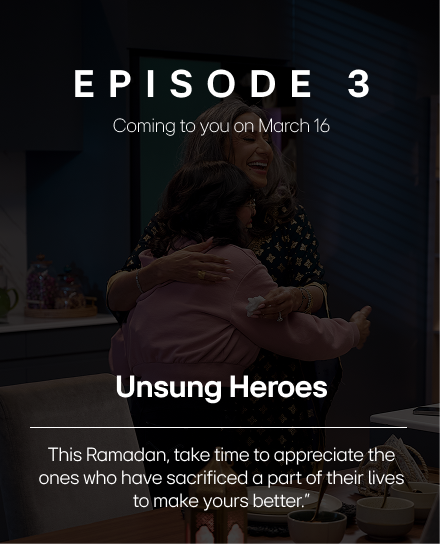 EPISODE 3
Coming to you on March 16
Unsung Heroes
This Ramadan, take time to appreciate the
ones who have sacrificed a part of their lives
to make yours better.”